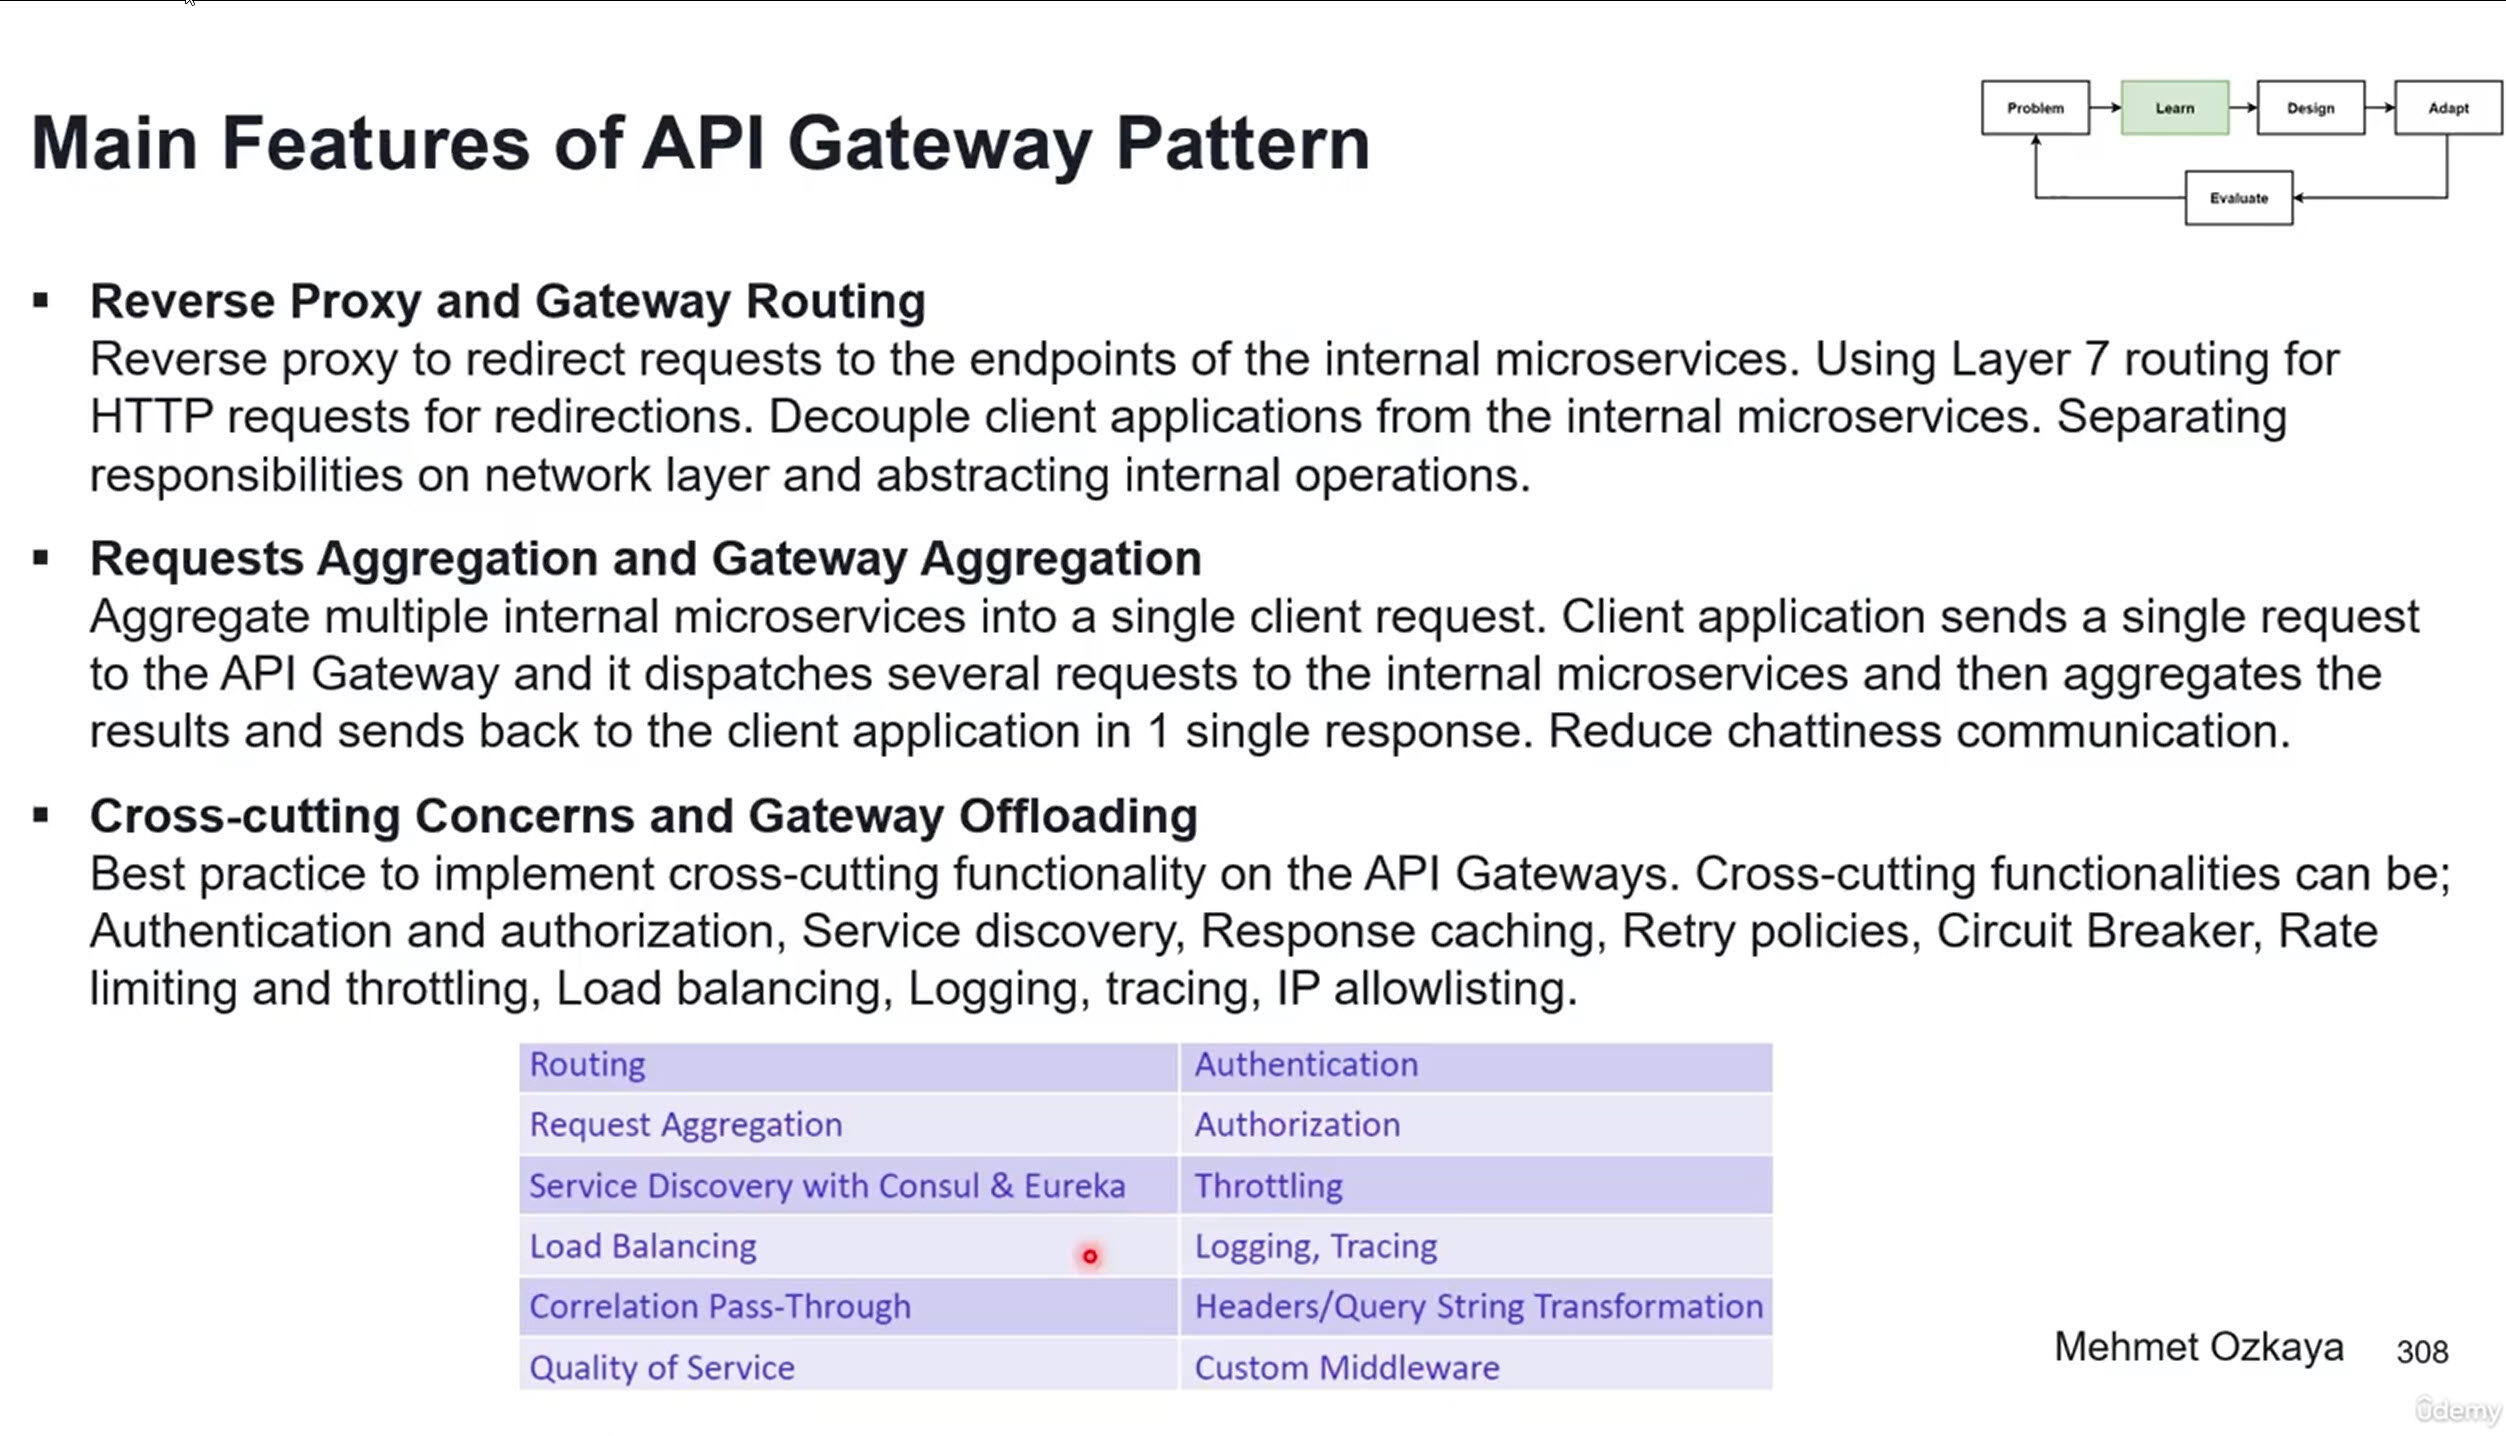 Main Features of API Gateway Pattern
Problem
Learn
Design
Adapt
Evaluate
▪ Reverse Proxy and Gateway Routing
Reverse proxy to redirect requests to the endpoints of the internal microservices. Using Layer 7 routing for
HTTP requests for redirections. Decouple client applications from the internal microservices. Separating
responsibilities on network layer and abstracting internal operations.
▪ Requests Aggregation and Gateway Aggregation
Aggregate multiple internal microservices into a single client request. Client application sends a single request
to the API Gateway and it dispatches several requests to the internal microservices and then aggregates the
results and sends back to the client application in 1 single response. Reduce chattiness communication.
▪ Cross-cutting Concerns and Gateway Offloading
Best practice to implement cross-cutting functionality on the API Gateways. Cross-cutting functionalities can be;
Authentication and authorization, Service discovery, Response caching, Retry policies, Circuit Breaker, Rate
limiting and throttling, Load balancing, Logging, tracing, IP allowlisting.
Routing Authentication
Request Aggregation Authorization
Service Discovery with Consul & Eureka Throttling
Load Balancing Logging, Tracing
Correlation Pass-Through Headers/Query String Transformation
Quality of Service Custom Middleware
Mehmet Ozkaya 308
ûdemy